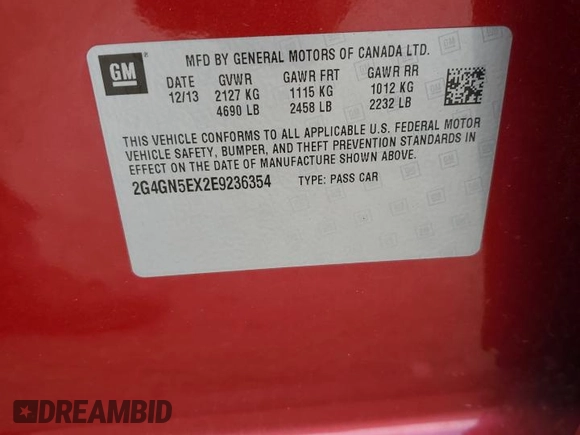 GM
MFD BY GENERAL MOTORS OF CANADA LTD.
DATE GVWR GAWR FRT GAWR RR
12/13 2127 KG 1115 KG 1012 KG
4690 LB 2458 LB 2232 LB
THIS VEHICLE CONFORMS TO ALL APPLICABLE U.S. FEDERAL MOTOR
VEHICLE SAFETY, BUMPER, AND THEFT PREVENTION STANDARDS IN
EFFECT ON THE DATE OF MANUFACTURE SHOWN ABOVE.
2G4GN5EX2E9236354 TYPE: PASS CAR
DREAMBID